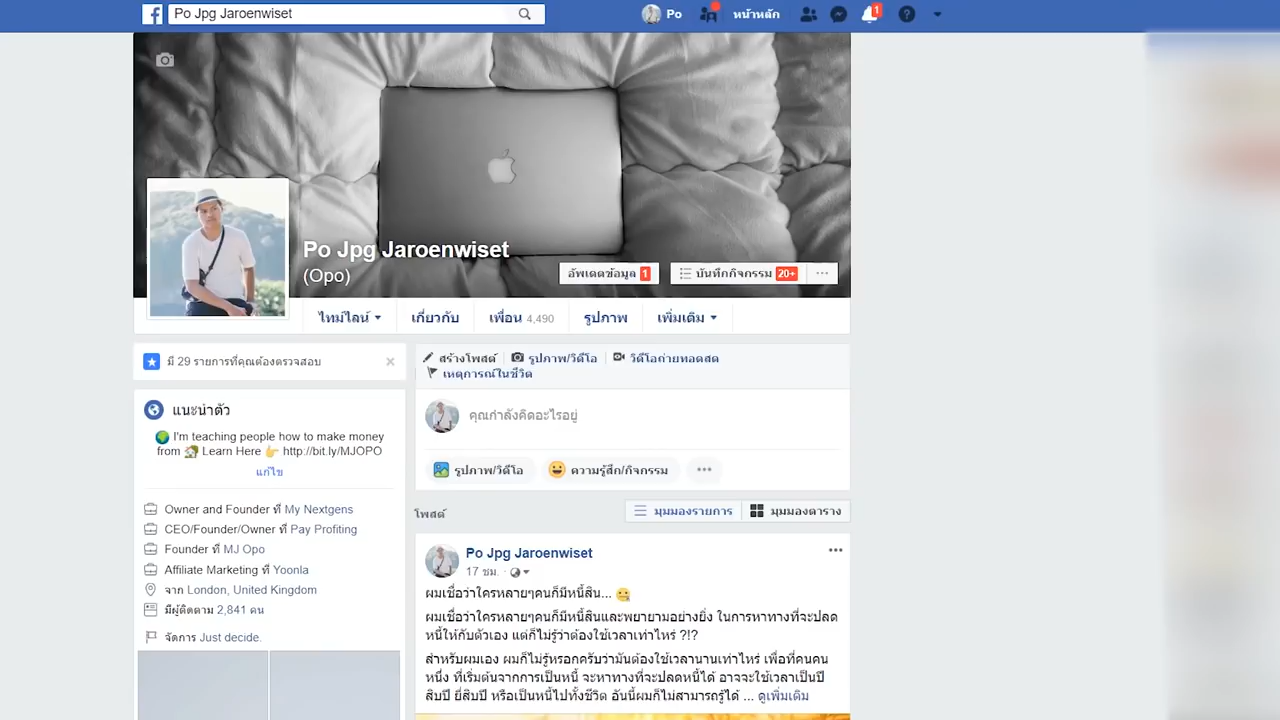 Po Jpg Jaroenwiset
Po
หน้าหลัก
1
Po Jpg Jaroenwiset
(Opo)
อัพเดตข้อมูล 1
บันทึกกิจกรรม 20+
ไทม์ไลน์
เกี่ยวกับ
เพื่อน 4,490
รูปภาพ
เพิ่มเติม
มี 29 รายการที่คุณต้องตรวจสอบ
แนะนำตัว
I'm teaching people how to make money
from Learn Here http://bit.ly/MJOPO
แก้ไข
Owner and Founder ที่ My Nextgens
CEO/Founder/Owner ที่ Pay Profiting
Founder ที่ MJ Opo
Affiliate Marketing ที่ Yoonla
จาก London, United Kingdom
มีผู้ติดตาม 2,841 คน
จัดการ Just decide.
สร้างโพสต์
รูปภาพ/วิดีโอ
วิดีโอถ่ายทอดสด
เหตุการณ์ในชีวิต
คุณกำลังคิดอะไรอยู่
รูปภาพ/วิดีโอ
ความรู้สึก/กิจกรรม
โพสต์
มุมมองรายการ
มุมมองตาราง
Po Jpg Jaroenwiset
17 ชม.
ผมเชื่อว่าใครหลายๆคนก็มีหนี้สิน...
ผมเชื่อว่าใครหลายๆคนก็มีหนี้สินและพยายามอย่างยิ่ง ในการหาทางที่จะปลด
หนี้ให้กับตัวเอง แต่ก็ไม่รู้ว่าต้องใช้เวลาเท่าไหร่ ?!?
สำหรับผมเอง ผมก็ไม่รู้หรอกครับว่ามันต้องใช้เวลานานเท่าไหร่ เพื่อที่คนคน
หนึ่ง ที่เริ่มต้นจากการเป็นหนี้ จะหาทางที่จะปลดหนี้ได้ อาจจะใช้เวลาเป็นปี
สิบปี ยี่สิบปี หรือเป็นหนี้ไปทั้งชีวิต อันนี้ผมก็ไม่สามารถรู้ได้ ... ดูเพิ่มเติม